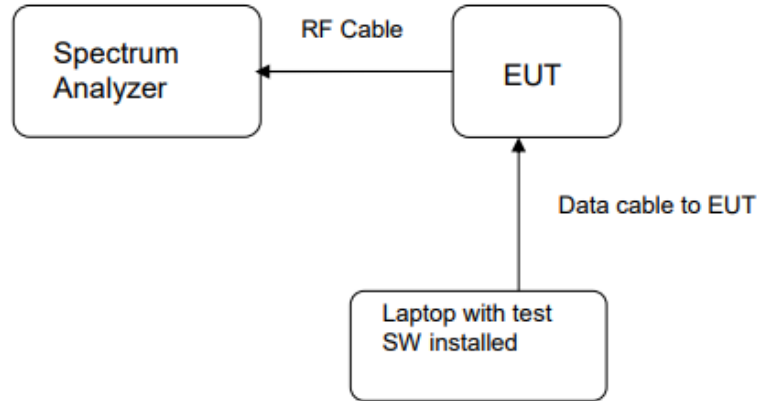 RF Cable
Spectrum
Analyzer
EUT
Data cable to EUT
Laptop with test
SW installed